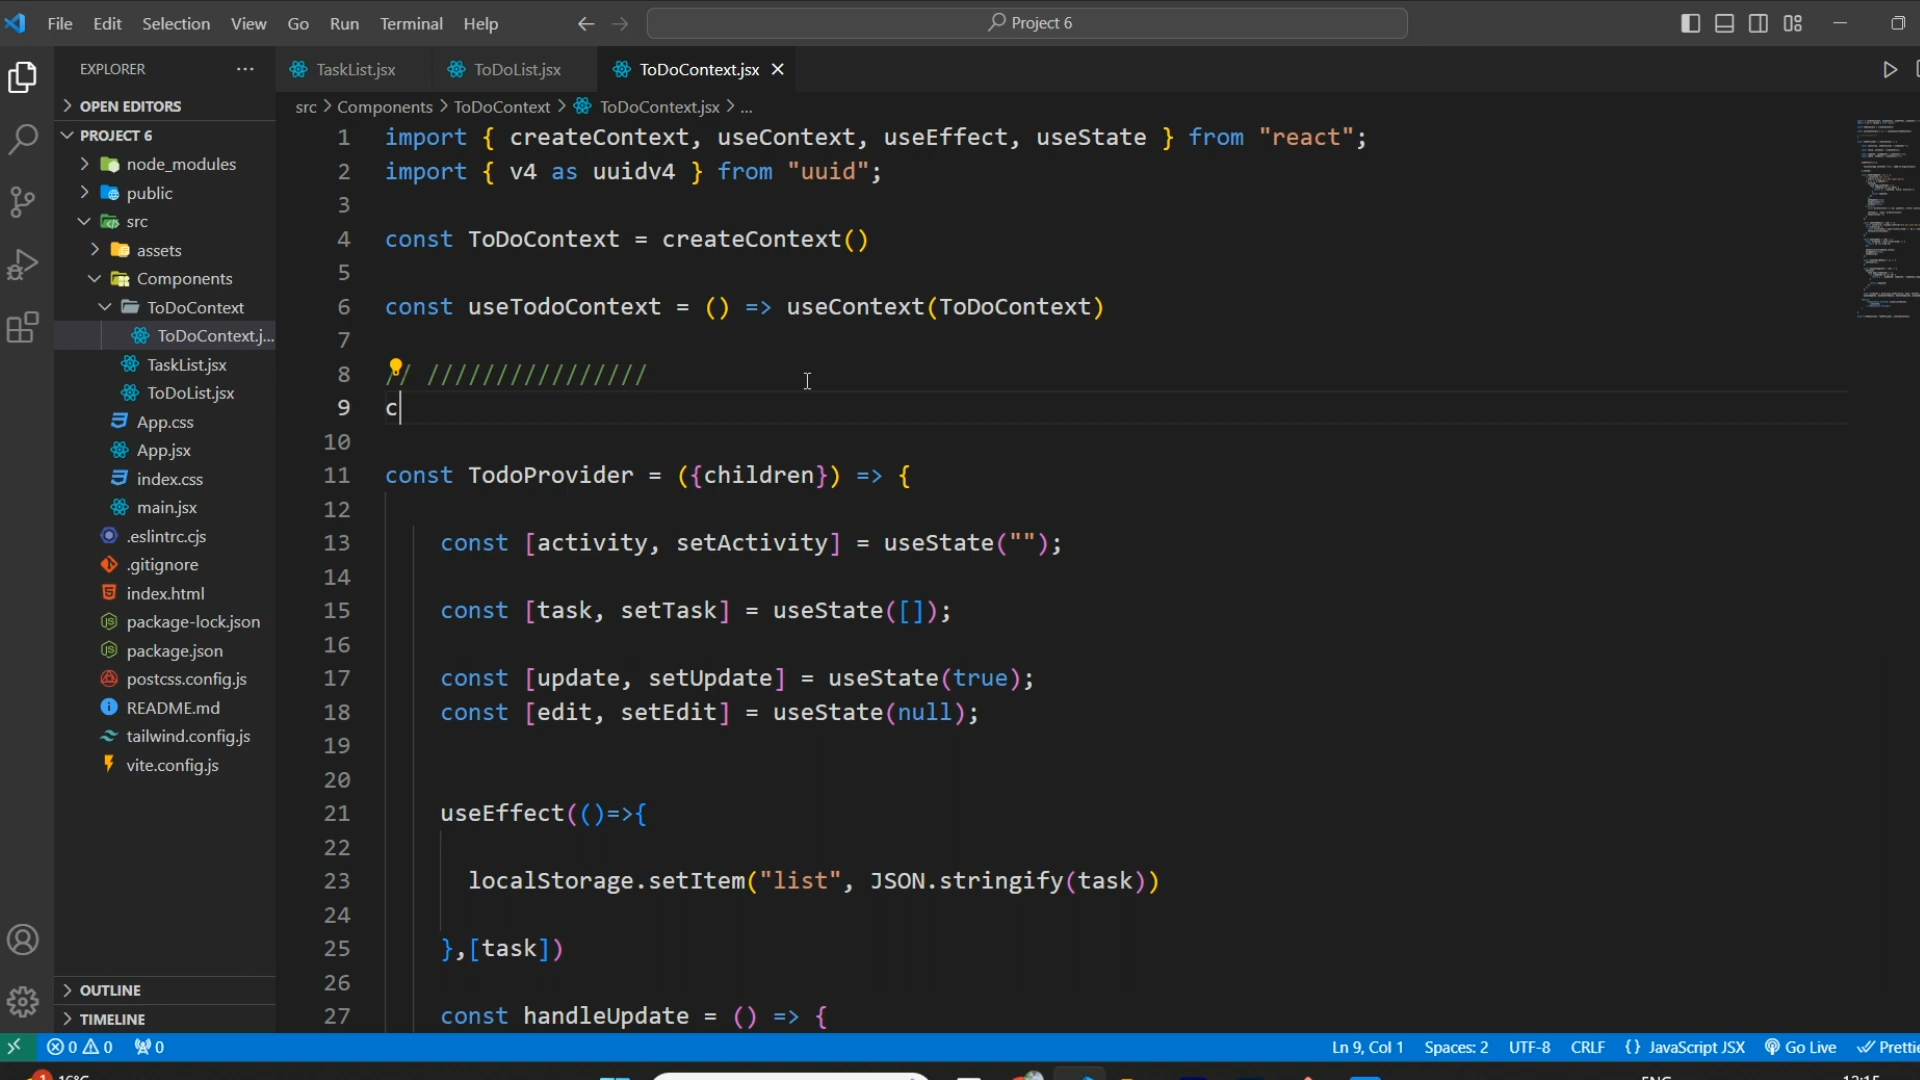 File Edit Selection View Go Run Terminal Help
Project 6
EXPLORER
OPEN EDITORS
PROJECT 6
node_modules
public
src
assets
Components
ToDoContext
ToDoContext.j...
TaskList.jsx
ToDoList.jsx
App.css
App.jsx
index.css
main.jsx
.eslintrc.cjs
.gitignore
index.html
package-lock.json
package.json
postcss.config.js
README.md
tailwind.config.js
vite.config.js
OUTLINE
TIMELINE
TaskList.jsx ToDoList.jsx ToDoContext.jsx
src > Components > ToDoContext > ToDoContext.jsx > ...
1 import { createContext, useContext, useEffect, useState } from "react";
2 import { v4 as uuidv4 } from "uuid";
3
4 const ToDoContext = createContext()
5
6 const useTodoContext = () => useContext(ToDoContext)
7
8 // ////////////////
9 c
10
11 const TodoProvider = ({children}) => {
12
13 const [activity, setActivity] = useState("");
14
15 const [task, setTask] = useState([]);
16
17 const [update, setUpdate] = useState(true);
18 const [edit, setEdit] = useState(null);
19
20
21 useEffect(()=>{
22
23 localStorage.setItem("list", JSON.stringify(task))
24
25 },[task])
26
27 const handleUpdate = () => {
0 0 0 Ln 9, Col 1 Spaces: 2 UTF-8 CRLF {} JavaScript JSX Go Live